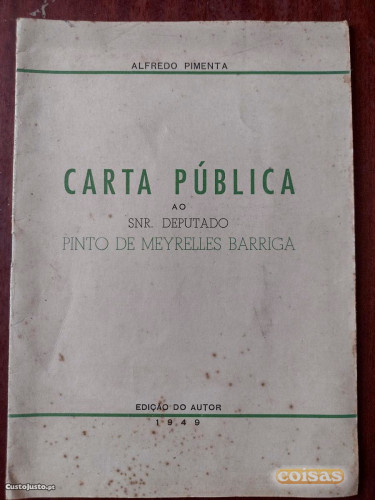 ALFREDO PIMENTA
CARTA PÚBLICA
AO
SNR. DEPUTADO
PINTO DE MEYRELLES BARRIGA
EDIÇÃO DO AUTOR
1949
CustoJusto.pt
coisas